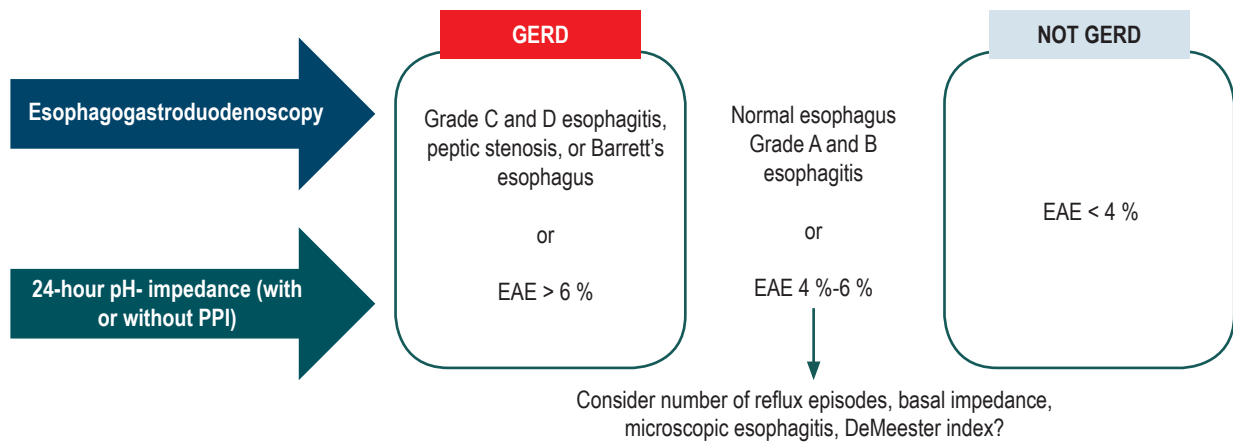 GERD
NOT GERD
Esophagogastroduodenoscopy
Grade C and D esophagitis,
peptic stenosis, or Barrett’s
esophagus
or
EAE > 6 %
Normal esophagus
Grade A and B
esophagitis
or
EAE 4 %-6 %
EAE < 4 %
24-hour pH- impedance (with
or without PPI)
Consider number of reflux episodes, basal impedance,
microscopic esophagitis, DeMeester index?